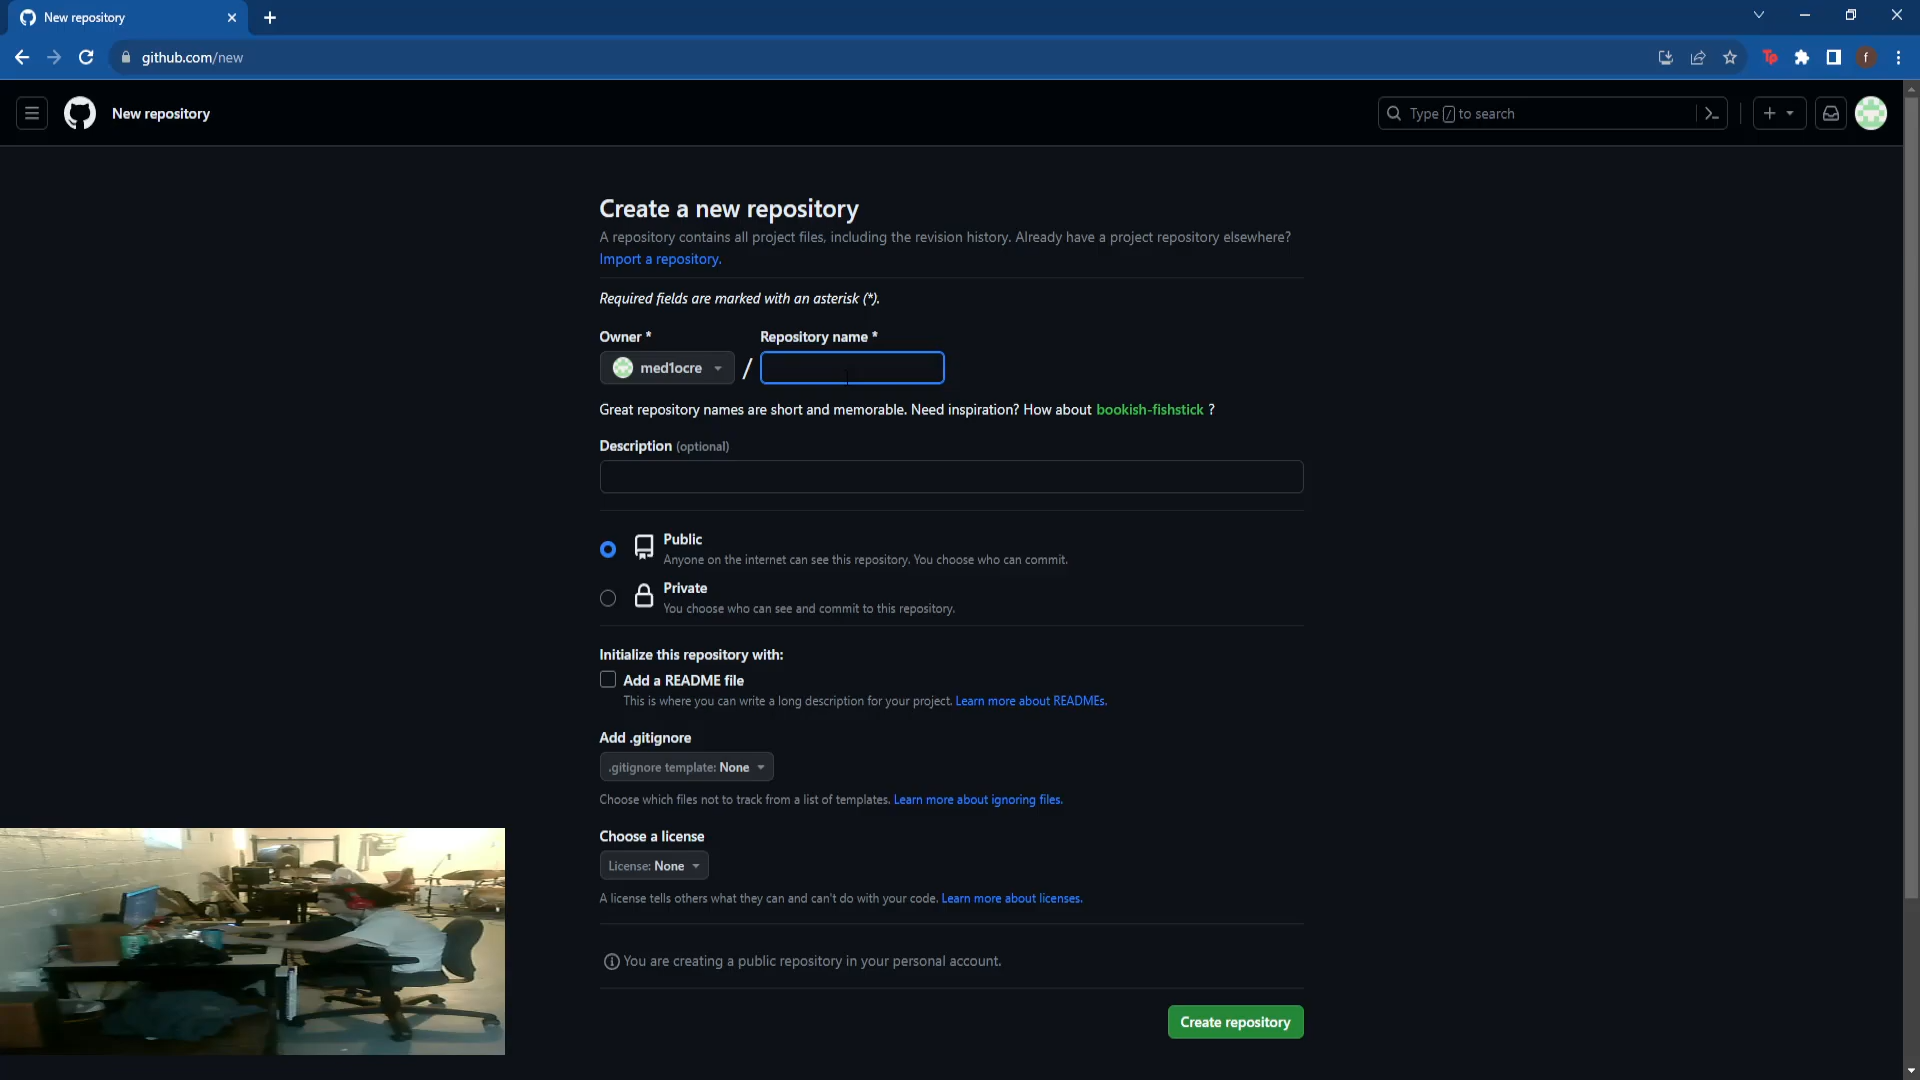 New repository
github.com/new
f
New repository
Type / to search
Create a new repository
A repository contains all project files, including the revision history. Already have a project repository elsewhere?
Import a repository.
Required fields are marked with an asterisk (*).
Owner *
Repository name *
med1ocre
/
Great repository names are short and memorable. Need inspiration? How about bookish-fishstick ?
Description (optional)
Public
Anyone on the internet can see this repository. You choose who can commit.
Private
You choose who can see and commit to this repository.
Initialize this repository with:
Add a README file
This is where you can write a long description for your project. Learn more about READMEs.
Add .gitignore
.gitignore template: None
Choose which files not to track from a list of templates. Learn more about ignoring files.
Choose a license
License: None
A license tells others what they can and can't do with your code. Learn more about licenses.
You are creating a public repository in your personal account.
Create repository